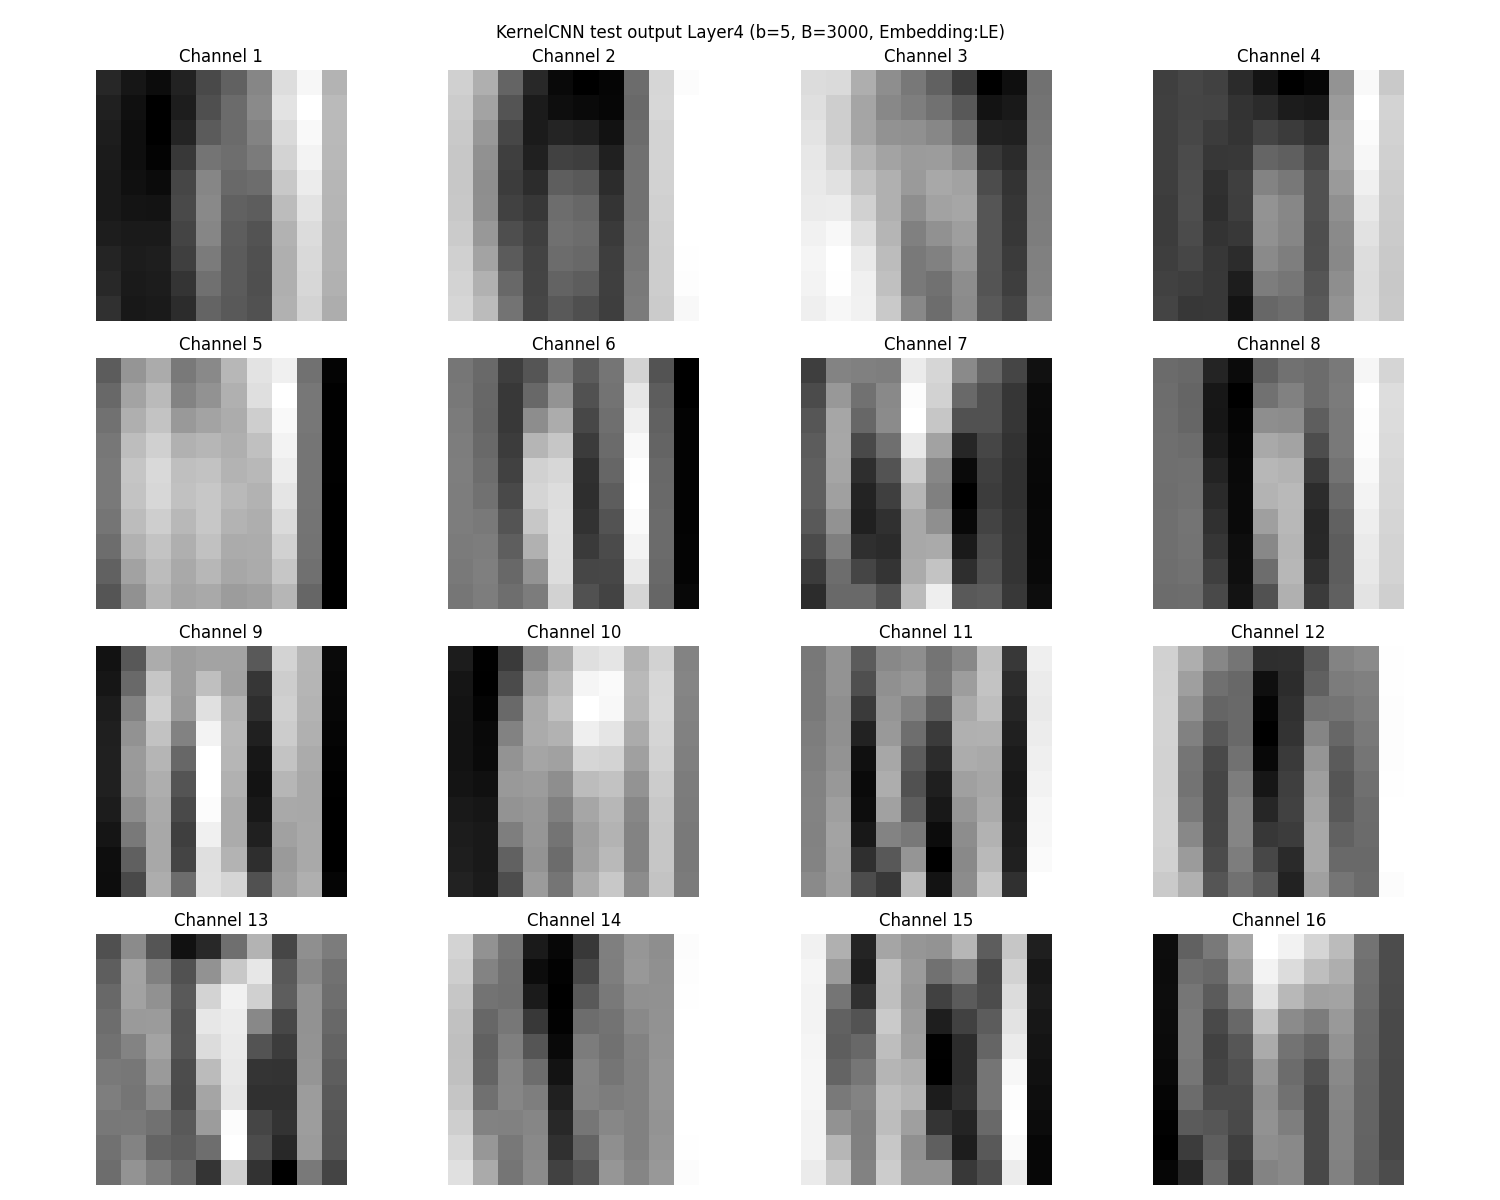 KernelCNN test output Layer4 (b=5, B=3000, Embedding:LE)
Channel 1
Channel 2
Channel 3
Channel 4
Channel 5
Channel 6
Channel 7
Channel 8
Channel 9
Channel 10
Channel 11
Channel 12
Channel 13
Channel 14
Channel 15
Channel 16